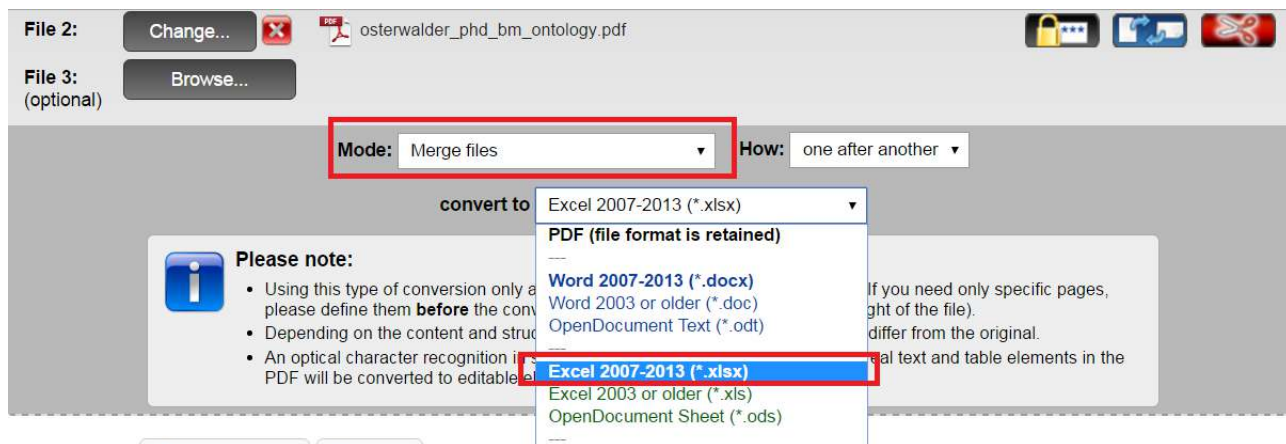 File 2: Change... PDF osterwalder_phd_bm_ontology.pdf ***
File 3: Browse...
(optional)
Mode: Merge files How: one after another
convert to Excel 2007-2013 (*.xlsx)
PDF (file format is retained)
---
Please note:
Word 2007-2013 (*.docx)
• Using this type of conversion only a If you need only specific pages,
Word 2003 or older (*.doc)
please define them before the conv ght of the file).
OpenDocument Text (*.odt)
• Depending on the content and struc differ from the original.
---
• An optical character recognition in eal text and table elements in the
Excel 2007-2013 (*.xlsx)
PDF will be converted to editable
Excel 2003 or older (*.xls)
OpenDocument Sheet (*.ods)
---